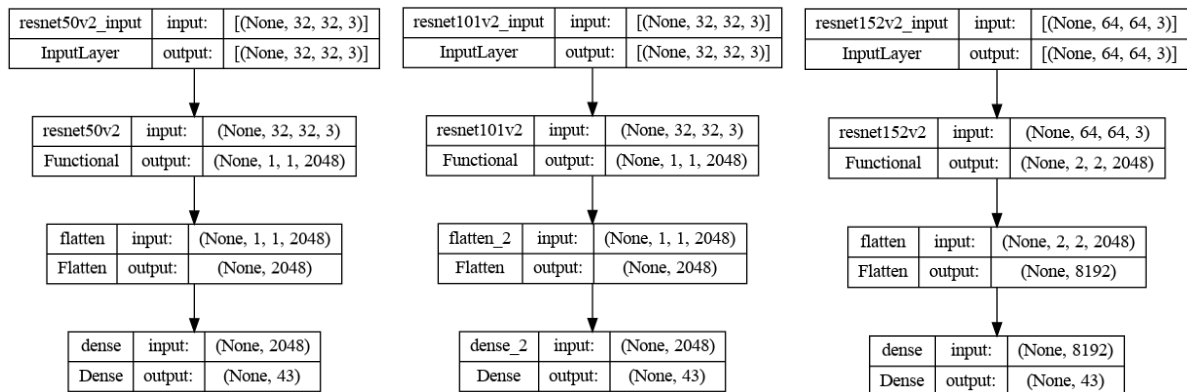 resnet50v2_input input: [(None, 32, 32, 3)]
InputLayer output: [(None, 32, 32, 3)]
resnet50v2 input: (None, 32, 32, 3)
Functional output: (None, 1, 1, 2048)
flatten input: (None, 1, 1, 2048)
Flatten output: (None, 2048)
dense input: (None, 2048)
Dense output: (None, 43)
resnet101v2_input input: [(None, 32, 32, 3)]
InputLayer output: [(None, 32, 32, 3)]
resnet101v2 input: (None, 32, 32, 3)
Functional output: (None, 1, 1, 2048)
flatten_2 input: (None, 1, 1, 2048)
Flatten output: (None, 2048)
dense_2 input: (None, 2048)
Dense output: (None, 43)
resnet152v2_input input: [(None, 64, 64, 3)]
InputLayer output: [(None, 64, 64, 3)]
resnet152v2 input: (None, 64, 64, 3)
Functional output: (None, 2, 2, 2048)
flatten input: (None, 2, 2, 2048)
Flatten output: (None, 8192)
dense input: (None, 8192)
Dense output: (None, 43)